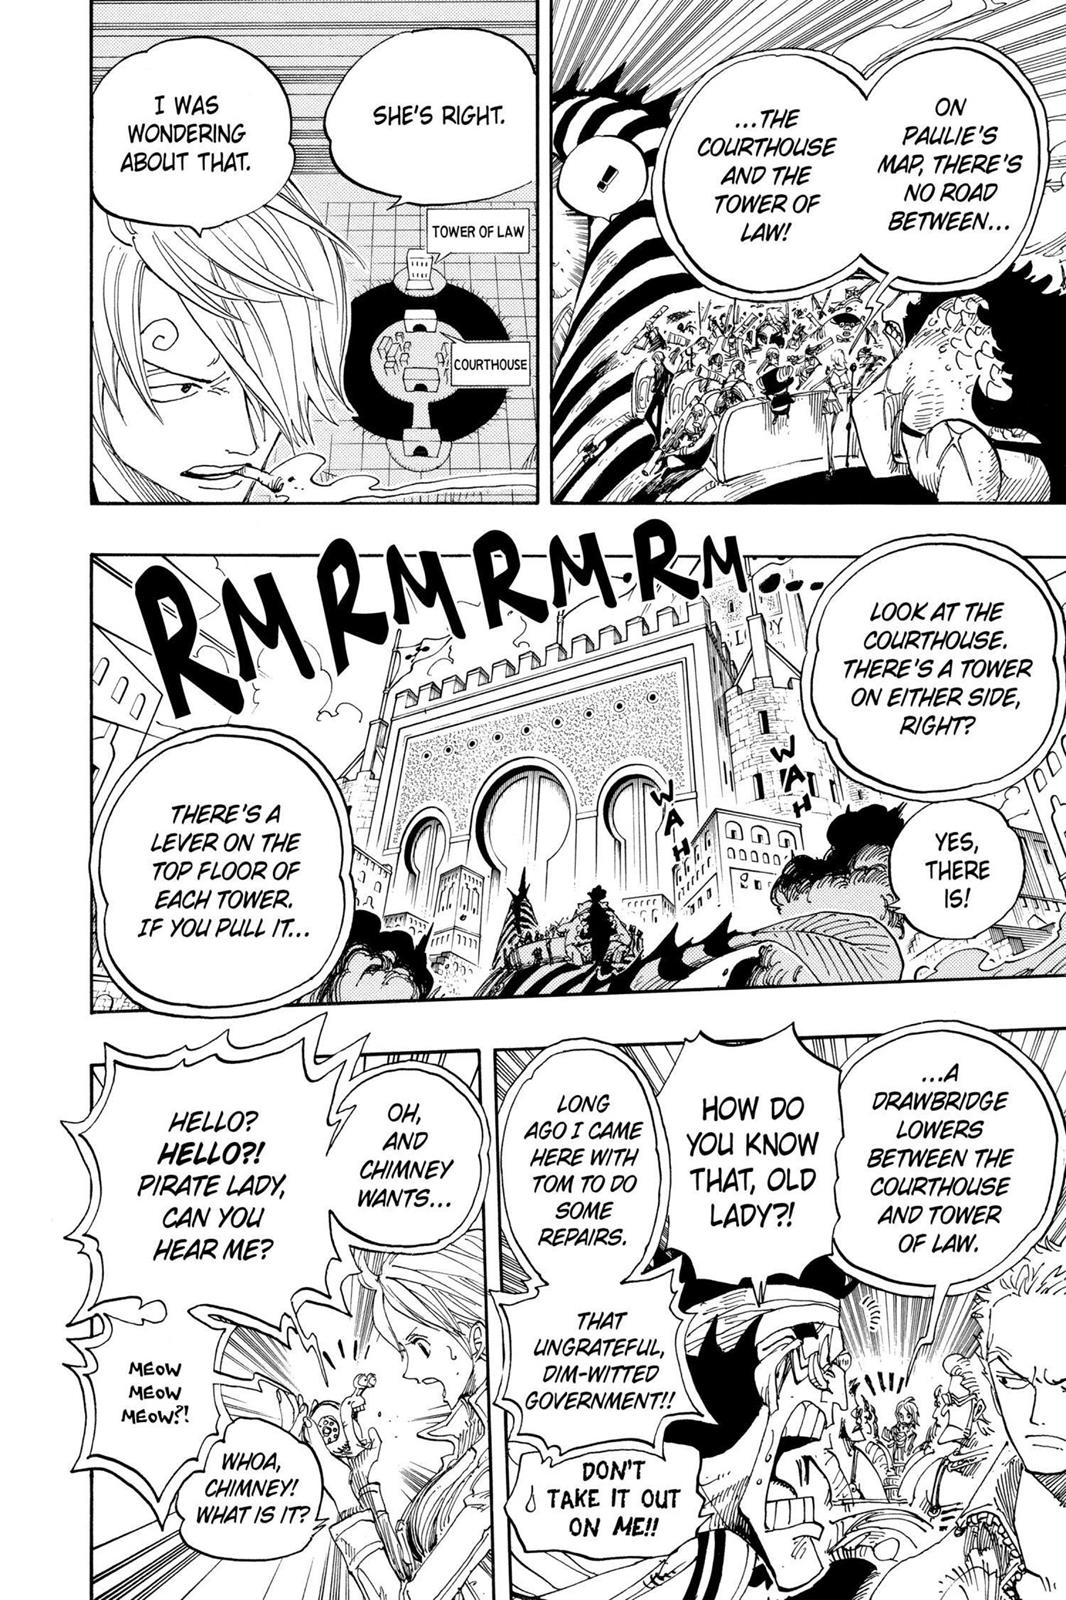 ON
PAULIE'S
MAP, THERE'S
NO ROAD
BETWEEN...
...THE
COURTHOUSE
AND THE
TOWER OF
LAW!
!
SHE'S RIGHT.
I WAS
WONDERING
ABOUT THAT.
TOWER OF LAW
COURTHOUSE
RMRMRMRM...
LOOK AT THE
COURTHOUSE.
THERE'S A TOWER
ON EITHER SIDE,
RIGHT?
YES,
THERE
IS!
WAH
WAH
THERE'S A
LEVER ON THE
TOP FLOOR OF
EACH TOWER.
IF YOU PULL IT...
...A
DRAWBRIDGE
LOWERS
BETWEEN THE
COURTHOUSE
AND TOWER
OF LAW.
HOW DO
YOU KNOW
THAT, OLD
LADY?!
LONG
AGO I CAME
HERE WITH
TOM TO DO
SOME
REPAIRS.
THAT
UNGRATEFUL,
DIM-WITTED
GOVERNMENT!!
DON'T
TAKE IT OUT
ON ME!!
OH,
AND
CHIMNEY
WANTS...
HELLO?
HELLO?!
PIRATE LADY,
CAN YOU
HEAR ME?
MEOW
MEOW
MEOW?!
WHOA,
CHIMNEY!
WHAT IS IT?